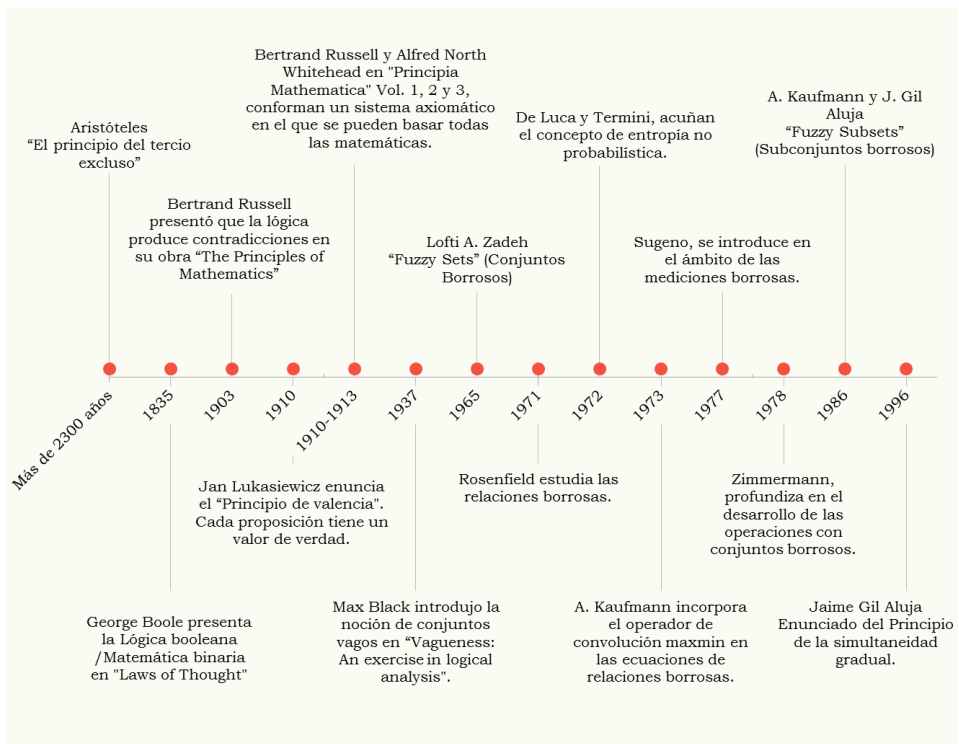 Aristóteles
“El principio del tercio
excluso”
Bertrand Russell
presentó que la lógica
produce contradicciones en
su obra “The Principles of
Mathematics”
Bertrand Russell y Alfred North
Whitehead en "Principia
Mathematica" Vol. 1, 2 y 3,
conforman un sistema axiomático
en el que se pueden basar todas
las matemáticas.
Lofti A. Zadeh
“Fuzzy Sets” (Conjuntos
Borrosos)
De Luca y Termini, acuñan
el concepto de entropía no
probabilística.
Sugeno, se introduce en
el ámbito de las
mediciones borrosas.
A. Kaufmann y J. Gil
Aluja
“Fuzzy Subsets”
(Subconjuntos borrosos)
Más de 2300 años
1835
1903
1910
1910-1913
1937
1965
1971
1972
1973
1977
1978
1986
1996
George Boole presenta
la Lógica booleana
/Matemática binaria
en "Laws of Thought"
Jan Lukasiewicz enuncia
el “Principio de valencia".
Cada proposición tiene un
valor de verdad.
Max Black introdujo la
noción de conjuntos
vagos en “Vagueness:
An exercise in logical
analysis".
Rosenfield estudia las
relaciones borrosas.
A. Kaufmann incorpora
el operador de
convolución maxmin en
las ecuaciones de
relaciones borrosas.
Zimmermann,
profundiza en el
desarrollo de las
operaciones con
conjuntos borrosos.
Jaime Gil Aluja
Enunciado del Principio
de la simultaneidad
gradual.